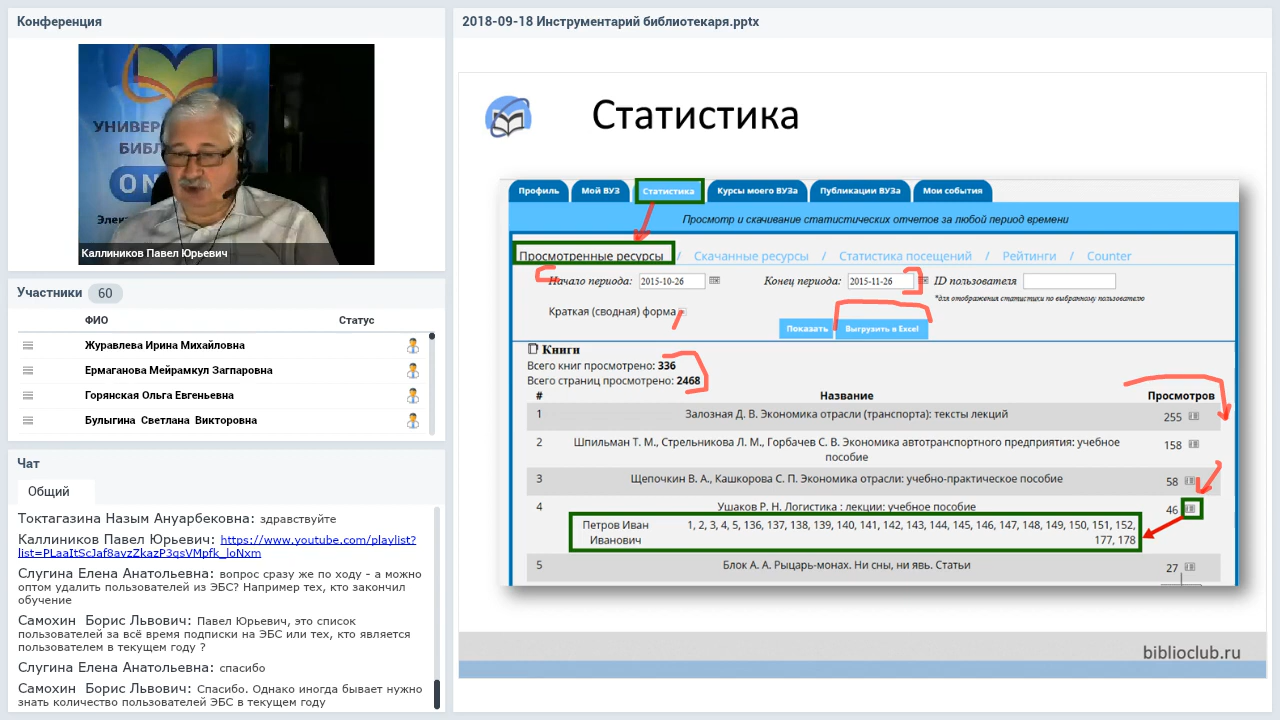 Конференция
УНИВЕР
БИБЛ
ON
Элек
Каллиников Павел Юрьевич
Участники 60
ФИО Статус
Журавлева Ирина Михайловна
Ермаганова Мейрамкул Загпаровна
Горянская Ольга Евгеньевна
Булыгина Светлана Викторовна
Чат
Общий
Токтагазина Назым Ануарбековна: здравствуйте
Каллиников Павел Юрьевич: https://www.youtube.com/playlist?
Слугина Елена Анатольевна: вопрос сразу же по ходу - а можно
оптом удалить пользователей из ЭБС? Например тех, кто закончил
обучение
Самохин Борис Львович: Павел Юрьевич, это список
пользователей за всё время подписки на ЭБС или тех, кто является
пользователем в текущем году ?
Слугина Елена Анатольевна: спасибо
Самохин Борис Львович: Спасибо. Однако иногда бывает нужно
знать количество пользователей ЭБС в текущем году
2018-09-18 Инструментарий библиотекаря.pptx
Статистика
Профиль Мой ВУЗ Статистика Курсы моего ВУЗа Публикации ВУЗа Мои события
Просмотр и скачивание статистических отчетов за любой период времени
Просмотренные ресурсы / Скачанные ресурсы / Статистика посещений / Рейтинги / Counter
Начало периода: 2015-10-26 Конец периода: 2015-11-26 ID пользователя
*для отображения статистики по выбранному пользователю
Краткая (сводная) форма
Показать Выгрузить в Excel
Книги
Всего книг просмотрено: 336
Всего страниц просмотрено: 2468
# Название Просмотров
1 Залозная Д. В. Экономика отрасли (транспорта): тексты лекций 255
2 Шпильман Т. М., Стрельникова Л. М., Горбачев С. В. Экономика автотранспортного предприятия: учебное
пособие 158
3 Щепочкин В. А., Кашкорова С. П. Экономика отрасли: учебно-практическое пособие 58
4 Ушаков Р. Н. Логистика : лекции: учебное пособие 46
Петров Иван 1, 2, 3, 4, 5, 136, 137, 138, 139, 140, 141, 142, 143, 144, 145, 146, 147, 148, 149, 150, 151, 152,
Иванович 177, 178
5 Блок А. А. Рыцарь-монах. Ни сны, ни явь. Статьи 27
biblioclub.ru